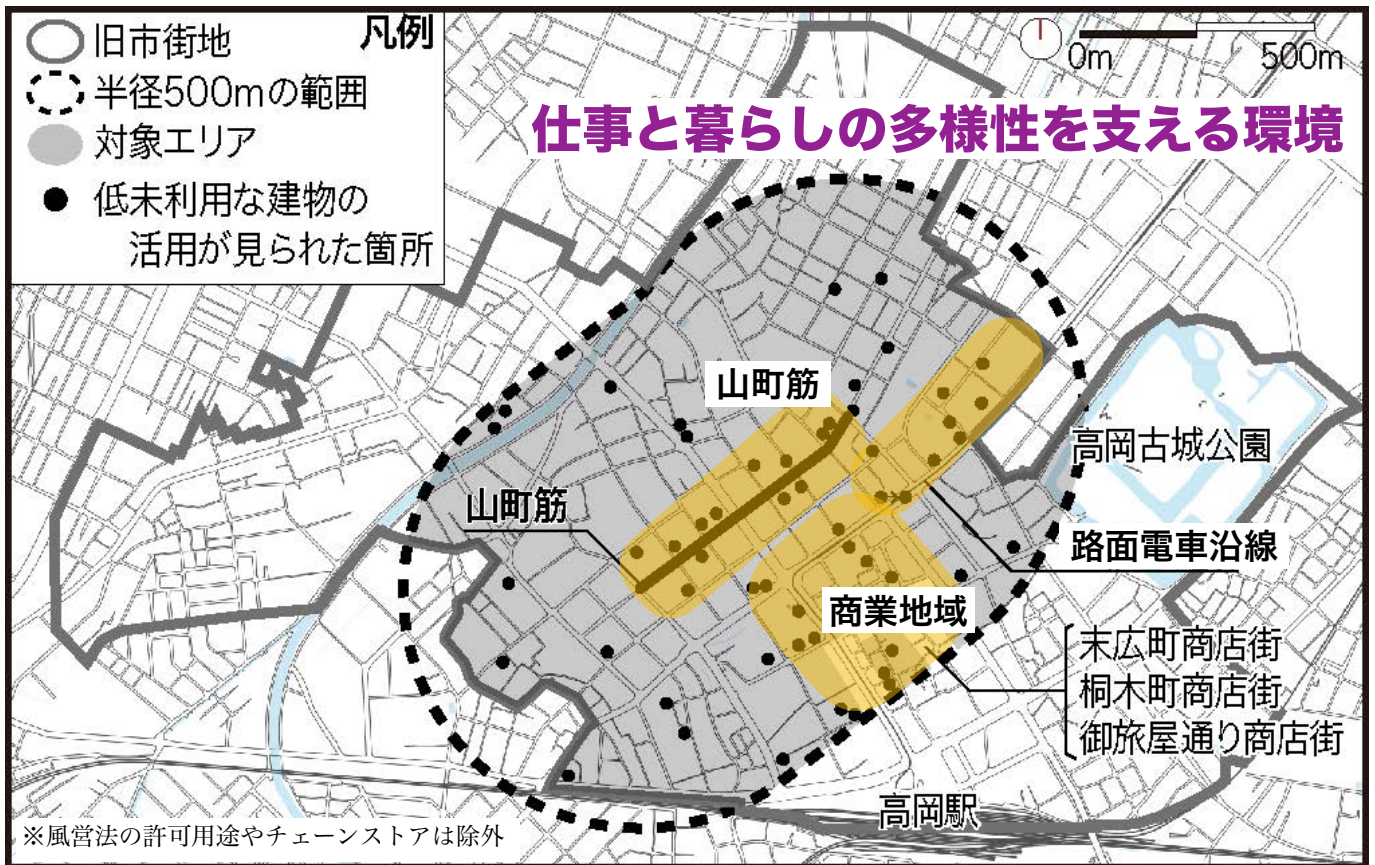 凡例
旧市街地
半径500mの範囲
対象エリア
低未利用な建物の
活用が見られた箇所
0m 500m
仕事と暮らしの多様性を支える環境
山町筋
高岡古城公園
山町筋
路面電車沿線
商業地域
末広町商店街
桐木町商店街
御旅屋通り商店街
高岡駅
※風営法の許可用途やチェーンストアは除外